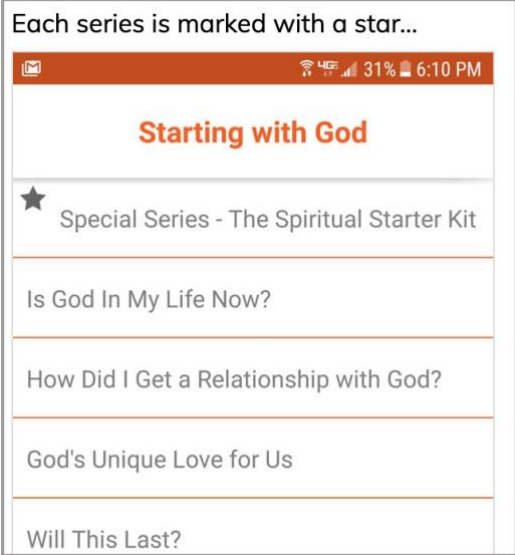 Each series is marked with a star...
4G 31% 6:10 PM
Starting with God
Special Series - The Spiritual Starter Kit
Is God In My Life Now?
How Did I Get a Relationship with God?
God's Unique Love for Us
Will This Last?